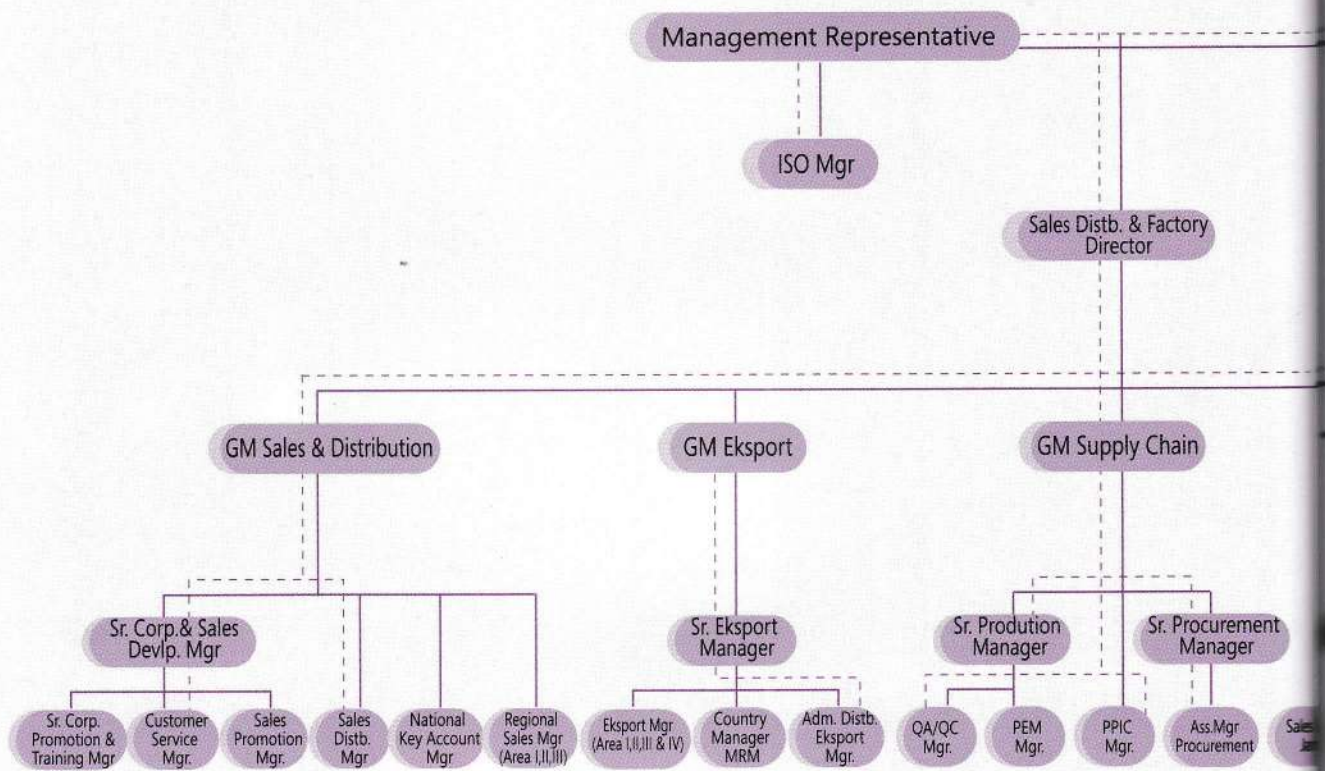 Management Representative
ISO Mgr
Sales Distb. & Factory
Director
GM Sales & Distribution
GM Eksport
GM Supply Chain
Sr. Corp.& Sales
Devlp. Mgr
Sr. Eksport
Manager
Sr. Prodution
Manager
Sr. Procurement
Manager
Sr. Corp.
Promotion &
Training Mgr
Customer
Service
Mgr.
Sales
Promotion
Mgr.
Sales
Distb.
Mgr
National
Key Account
Mgr
Regional
Sales Mgr
(Area I,II,III)
Eksport Mgr
(Area I,II,III & IV)
Country
Manager
MRM
Adm. Distb.
Eksport
Mgr.
QA/QC
Mgr.
PEM
Mgr.
PPIC
Mgr.
Ass.Mgr
Procurement
Sales